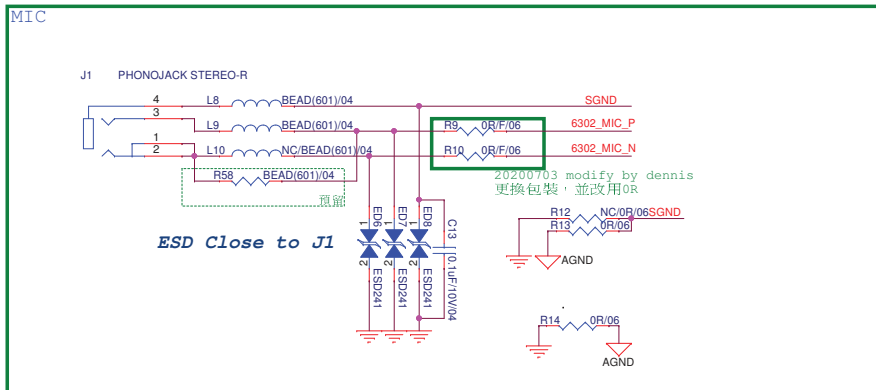 MIC
J1 PHONOJACK STEREO-R
4 L8 BEAD(601)/04 SGND
3 L9 BEAD(601)/04 R9 0R/F/06 6302_MIC_P
1
2 L10 NC/BEAD(601)/04 R10 0R/F/06 6302_MIC_N
R58 BEAD(601)/04
預留
20200703 modify by dennis
更換包裝，並改用0R
ESD Close to J1
ED6 1 2 ESD241
ED7 1 2 ESD241
ED8 1 2 ESD241
C13 0.1uF/10V/04
R12 NC/0R/06 SGND
R13 0R/06
AGND
R14 0R/06
AGND